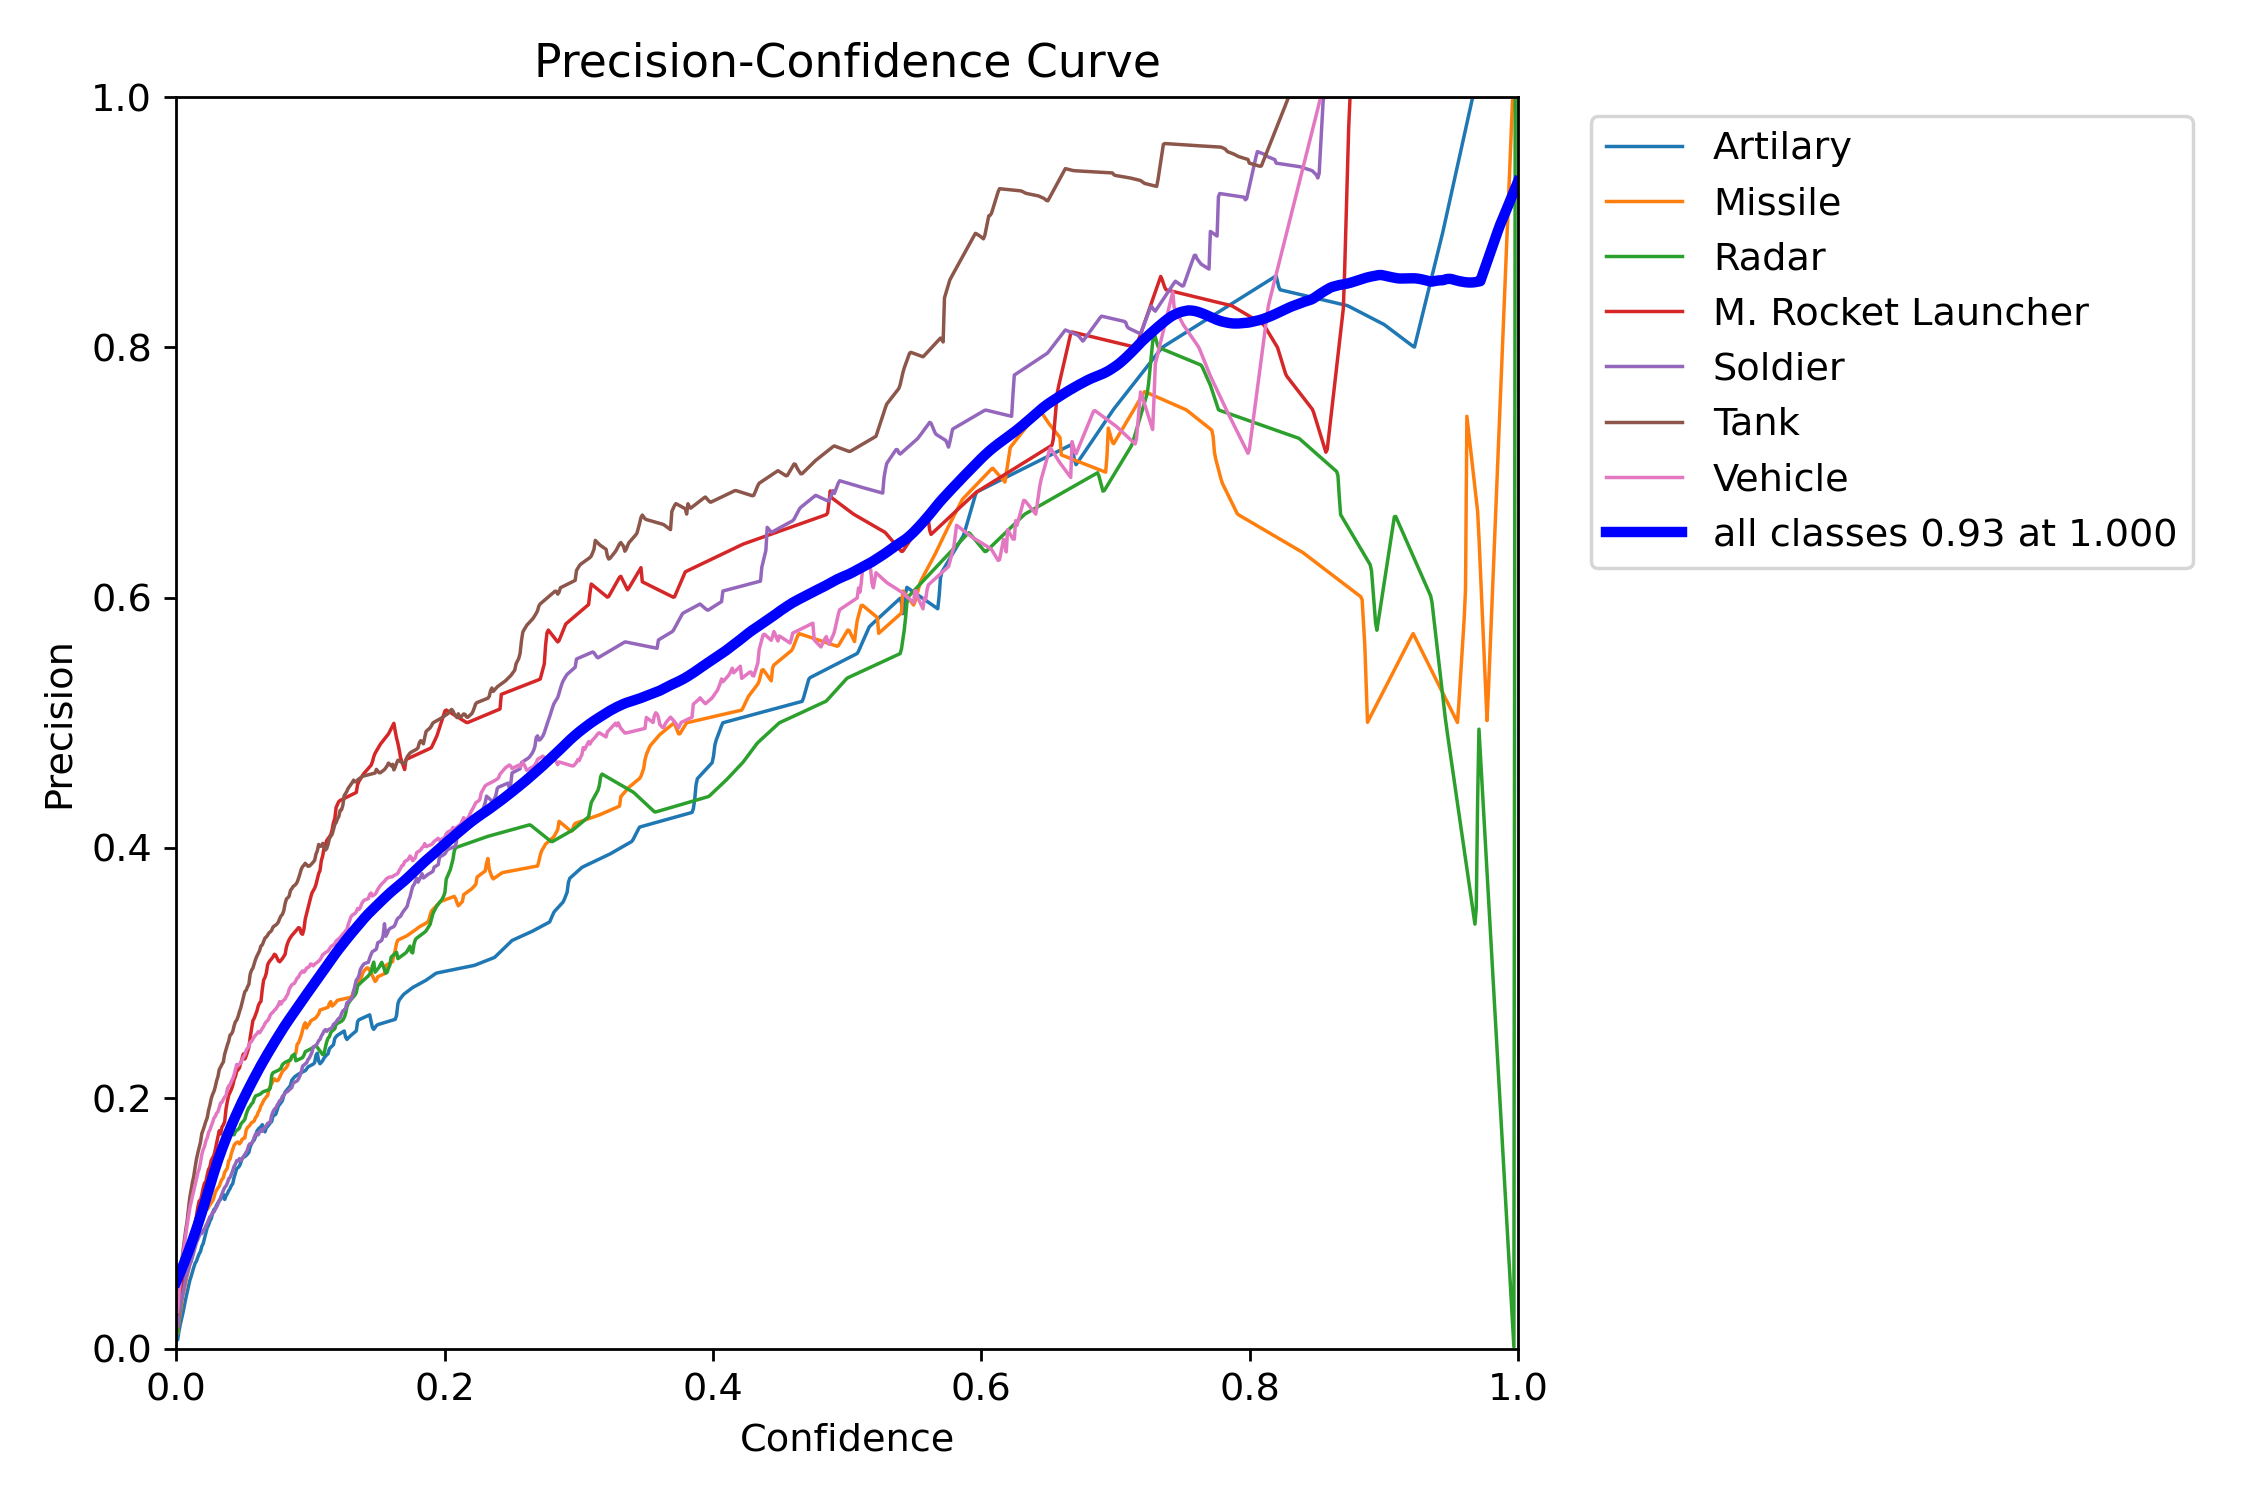 Precision-Confidence Curve
1.0
0.8
0.6
0.4
0.2
0.0
Precision
0.0 0.2 0.4 0.6 0.8 1.0
Confidence
Artilary
Missile
Radar
M. Rocket Launcher
Soldier
Tank
Vehicle
all classes 0.93 at 1.000